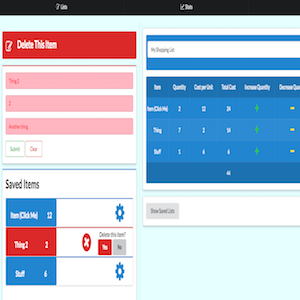 Lists
Stats
Delete This Item
Thing 2
2
Another thing
Submit
Clear
Saved Items
Item (Click Me) 12
Thing 2 2
Delete this item?
Yes
No
Stuff 6
My Shopping List
Item Quantity Cost per Unit Total Cost Increase Quantity Decrease Quan
Item (Click Me) 2 12 24
Thing 7 2 14
Stuff 1 6 6
44
Show Saved Lists